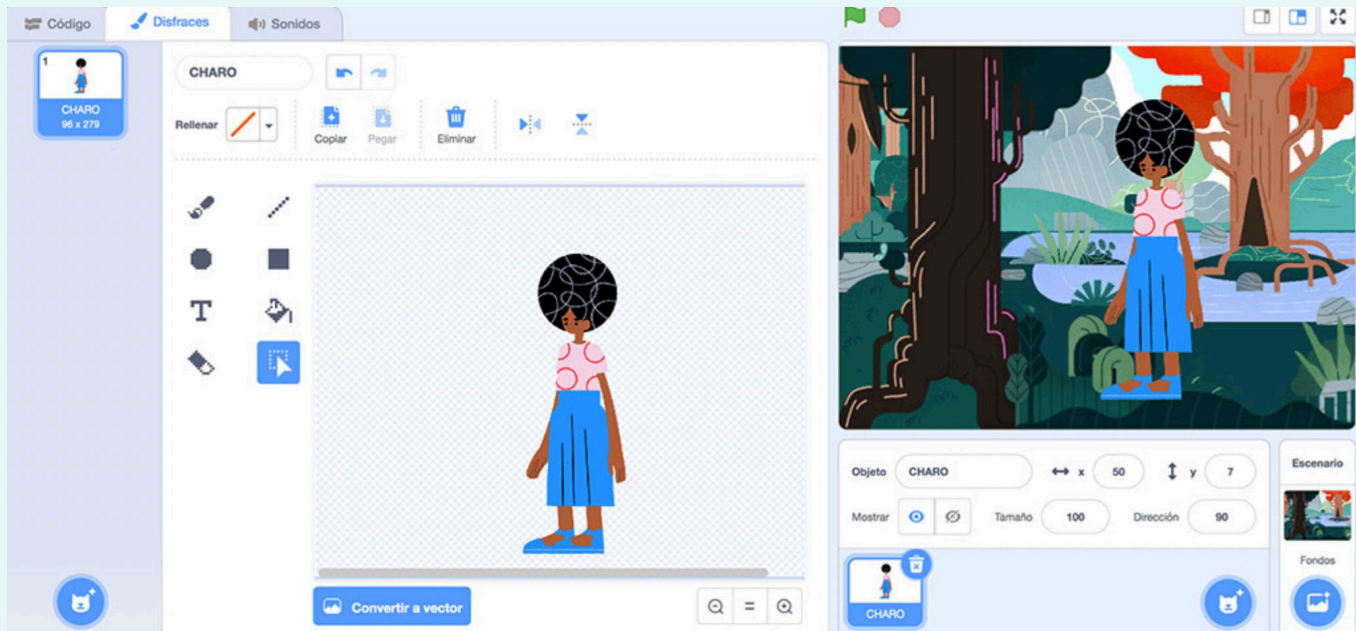 Código
Disfraces
Sonidos
1
CHARO
96 x 279
CHARO
Rellenar
Copiar
Pegar
Eliminar
T
Convertir a vector
Objeto
CHARO
x
50
y
7
Mostrar
Tamaño
100
Dirección
90
CHARO
Escenario
Fondos